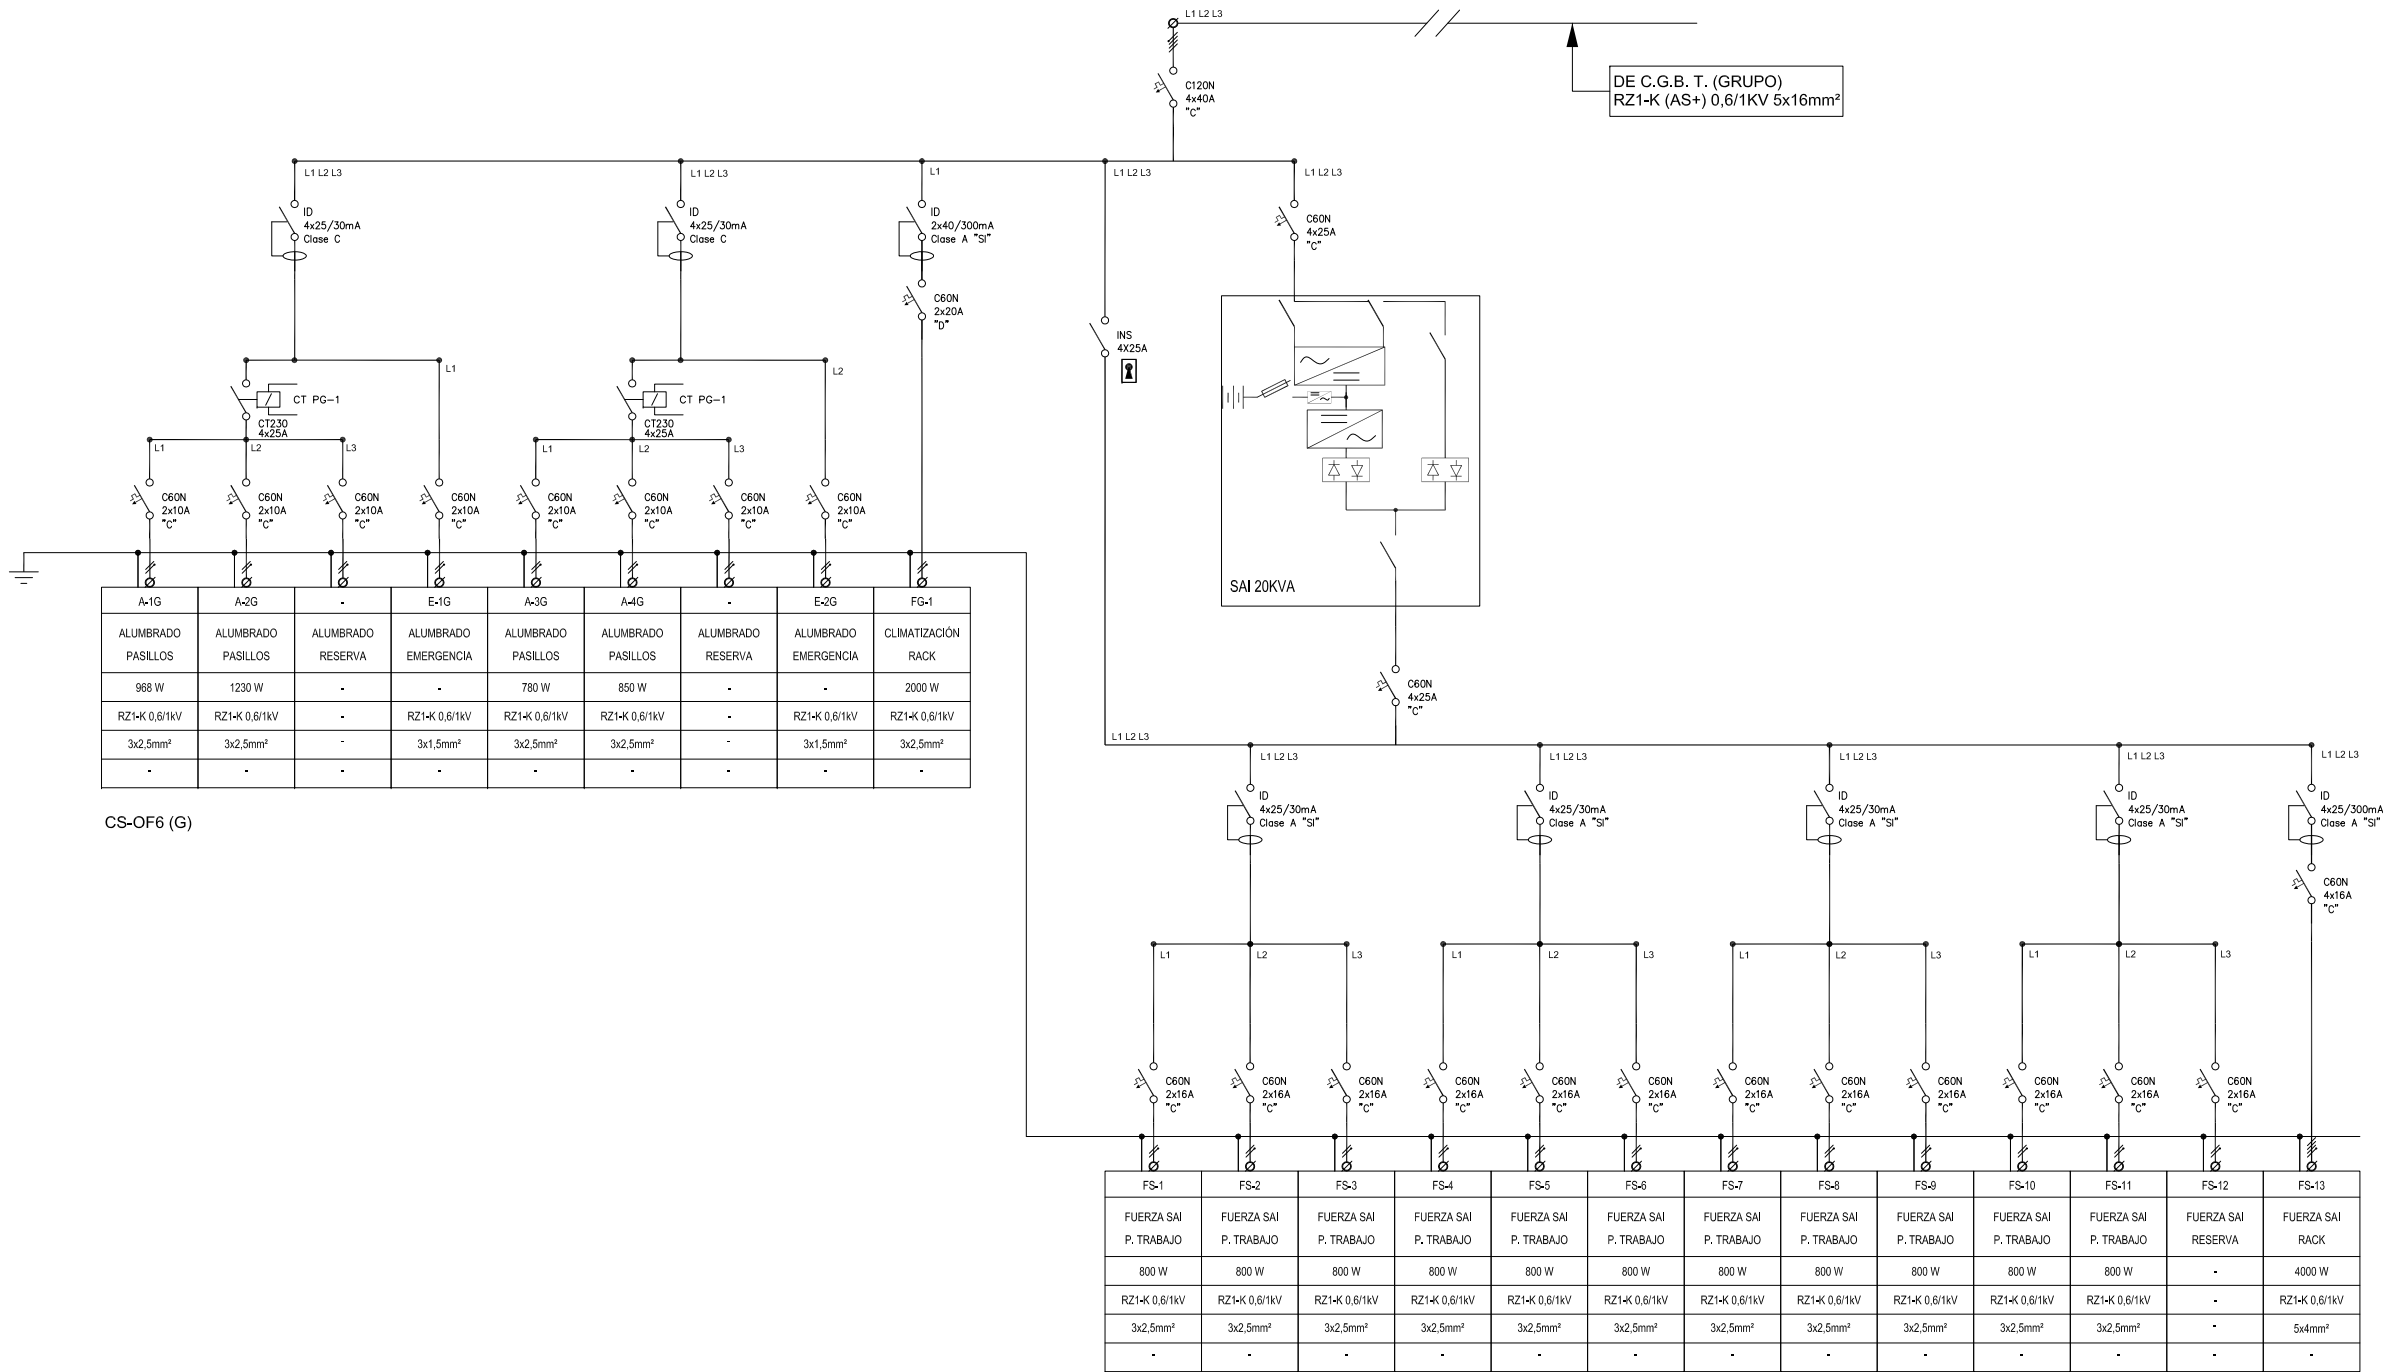 L1 L2 L3
C120N
4x40A
"C"
DE C.G.B. T. (GRUPO)
RZ1-K (AS+) 0,6/1KV 5x16mm²
L1 L2 L3
L1 L2 L3
L1
L1 L2 L3
L1 L2 L3
ID
4x25/30mA
Clase C
ID
4x25/30mA
Clase C
ID
2x40/300mA
Clase A "SI"
C60N
4x25A
"C"
C60N
2x20A
"D"
INS
4X25A
L1
L2
CT PG-1
CT230
4x25A
CT PG-1
CT230
4x25A
L1
L2
L3
L1
L2
L3
C60N
2x10A
"C"
C60N
2x10A
"C"
C60N
2x10A
"C"
C60N
2x10A
"C"
C60N
2x10A
"C"
C60N
2x10A
"C"
C60N
2x10A
"C"
C60N
2x10A
"C"
SAI 20KVA
A-1G A-2G - E-1G A-3G A-4G - E-2G FG-1
ALUMBRADO ALUMBRADO ALUMBRADO ALUMBRADO ALUMBRADO ALUMBRADO ALUMBRADO ALUMBRADO CLIMATIZACIÓN
PASILLOS PASILLOS RESERVA EMERGENCIA PASILLOS PASILLOS RESERVA EMERGENCIA RACK
968 W 1230 W - - 780 W 850 W - - 2000 W
RZ1-K 0,6/1kV RZ1-K 0,6/1kV - RZ1-K 0,6/1kV RZ1-K 0,6/1kV RZ1-K 0,6/1kV - RZ1-K 0,6/1kV RZ1-K 0,6/1kV
3x2,5mm² 3x2,5mm² - 3x1,5mm² 3x2,5mm² 3x2,5mm² - 3x1,5mm² 3x2,5mm²
- - - - - - - - -
CS-OF6 (G)
C60N
4x25A
"C"
L1 L2 L3
L1 L2 L3
L1 L2 L3
L1 L2 L3
L1 L2 L3
L1 L2 L3
ID
4x25/30mA
Clase A "SI"
ID
4x25/30mA
Clase A "SI"
ID
4x25/30mA
Clase A "SI"
ID
4x25/30mA
Clase A "SI"
ID
4x25/300mA
Clase A "SI"
C60N
4x16A
"C"
L1
L2
L3
L1
L2
L3
L1
L2
L3
L1
L2
L3
C60N
2x16A
"C"
C60N
2x16A
"C"
C60N
2x16A
"C"
C60N
2x16A
"C"
C60N
2x16A
"C"
C60N
2x16A
"C"
C60N
2x16A
"C"
C60N
2x16A
"C"
C60N
2x16A
"C"
C60N
2x16A
"C"
C60N
2x16A
"C"
C60N
2x16A
"C"
FS-1 FS-2 FS-3 FS-4 FS-5 FS-6 FS-7 FS-8 FS-9 FS-10 FS-11 FS-12 FS-13
FUERZA SAI FUERZA SAI FUERZA SAI FUERZA SAI FUERZA SAI FUERZA SAI FUERZA SAI FUERZA SAI FUERZA SAI FUERZA SAI FUERZA SAI FUERZA SAI FUERZA SAI
P. TRABAJO P. TRABAJO P. TRABAJO P. TRABAJO P. TRABAJO P. TRABAJO P. TRABAJO P. TRABAJO P. TRABAJO P. TRABAJO P. TRABAJO RESERVA RACK
800 W 800 W 800 W 800 W 800 W 800 W 800 W 800 W 800 W 800 W 800 W - 4000 W
RZ1-K 0,6/1kV RZ1-K 0,6/1kV RZ1-K 0,6/1kV RZ1-K 0,6/1kV RZ1-K 0,6/1kV RZ1-K 0,6/1kV RZ1-K 0,6/1kV RZ1-K 0,6/1kV RZ1-K 0,6/1kV RZ1-K 0,6/1kV RZ1-K 0,6/1kV - RZ1-K 0,6/1kV
3x2,5mm² 3x2,5mm² 3x2,5mm² 3x2,5mm² 3x2,5mm² 3x2,5mm² 3x2,5mm² 3x2,5mm² 3x2,5mm² 3x2,5mm² 3x2,5mm² - 5x4mm²
- - - - - - - - - - - - -